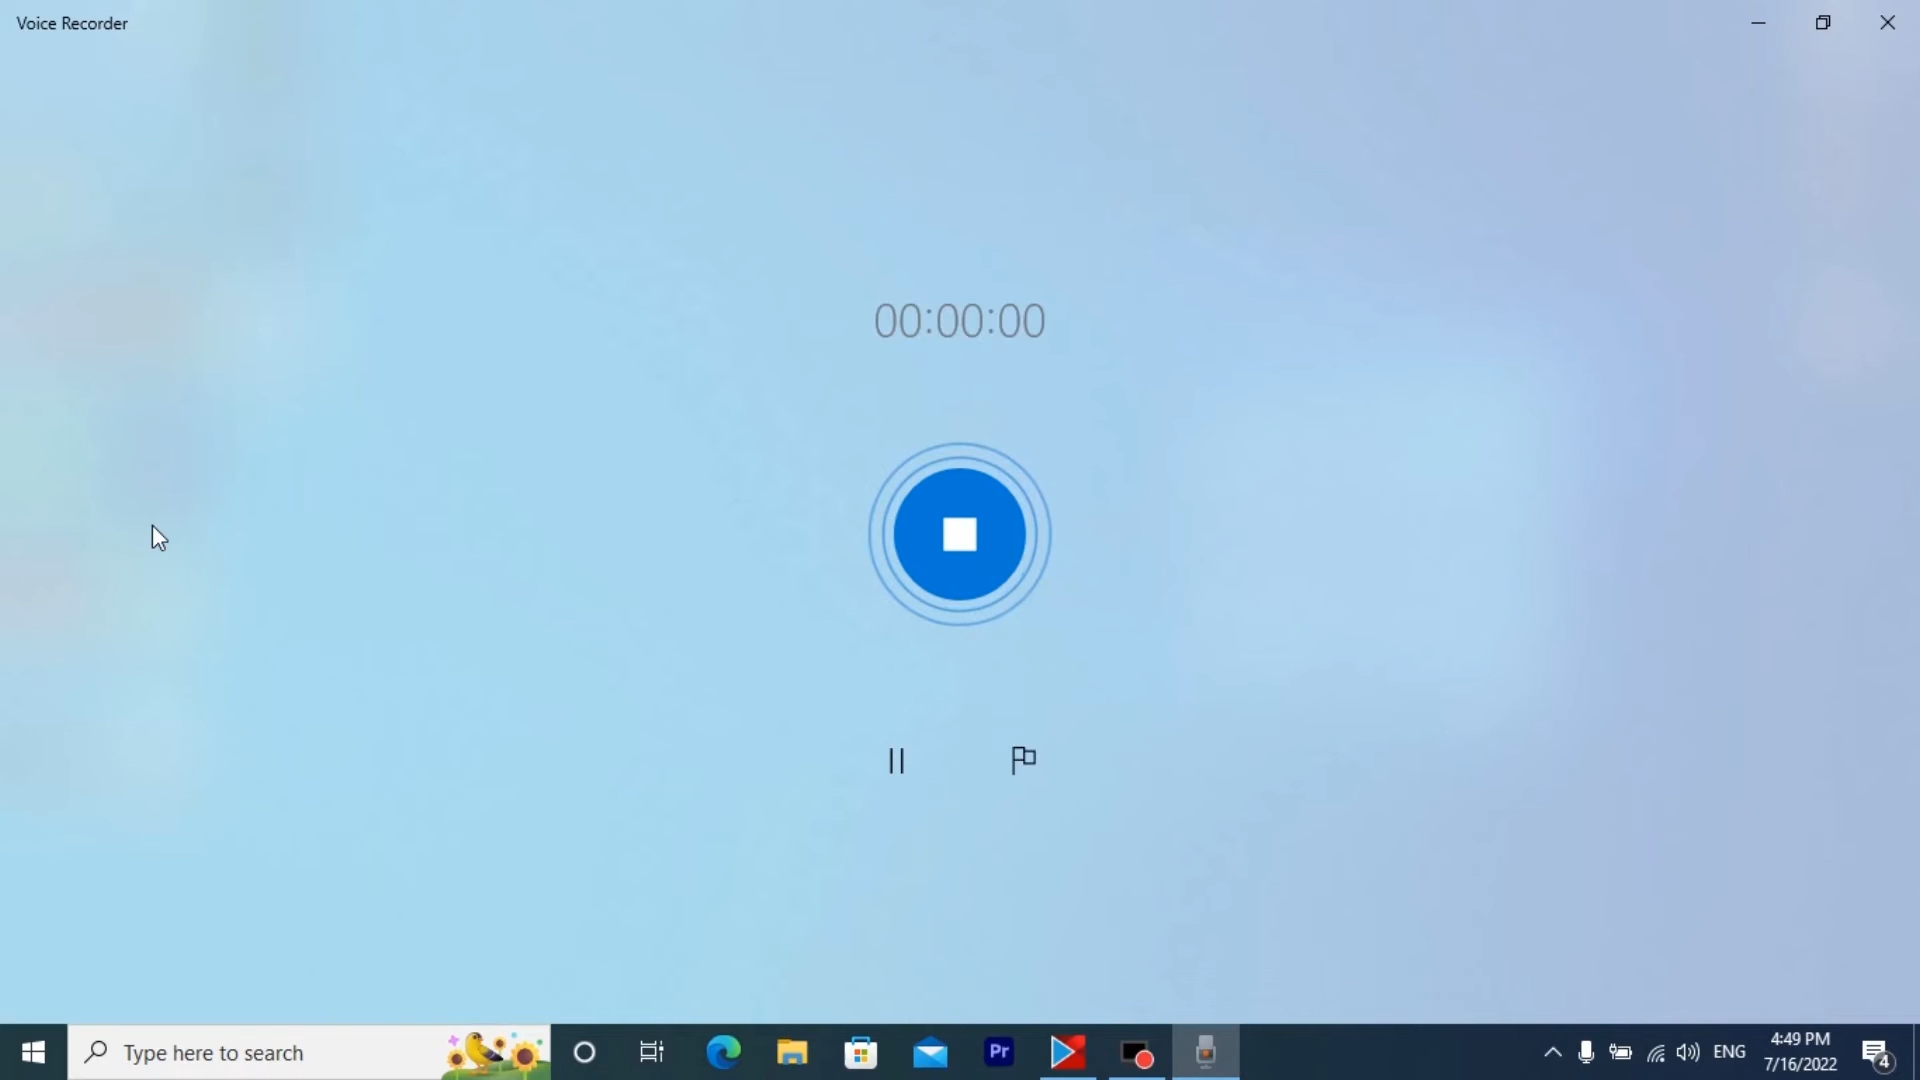 Voice Recorder
00:00:00
Type here to search
Pr
ENG
4:49 PM
7/16/2022
4